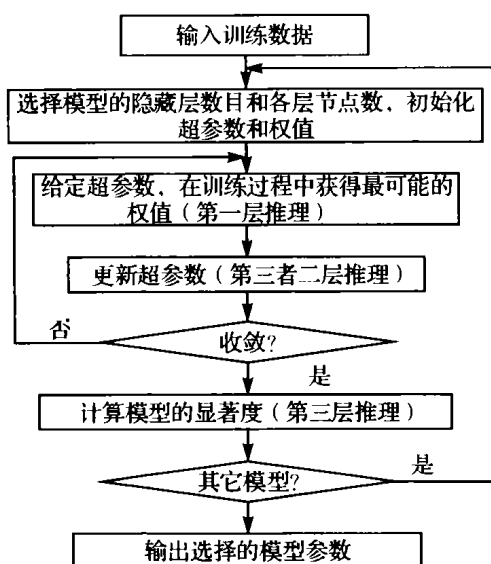 输入训练数据
选择模型的隐藏层数目和各层节点数，初始化
超参数和权值
给定超参数，在训练过程中获得最可能的
权值（第一层推理）
更新超参数（第三者二层推理）
否
收敛？
是
计算模型的显著度（第三层推理）
是
其它模型？
输出选择的模型参数